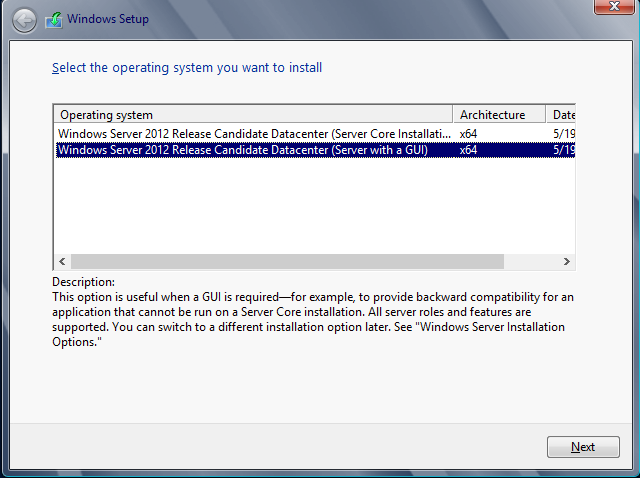 Windows Setup
Select the operating system you want to install
Operating system Architecture Date
Windows Server 2012 Release Candidate Datacenter (Server Core Installati... x64 5/19
Windows Server 2012 Release Candidate Datacenter (Server with a GUI) x64 5/19
Description:
This option is useful when a GUI is required—for example, to provide backward compatibility for an
application that cannot be run on a Server Core installation. All server roles and features are
supported. You can switch to a different installation option later. See "Windows Server Installation
Options."
Next